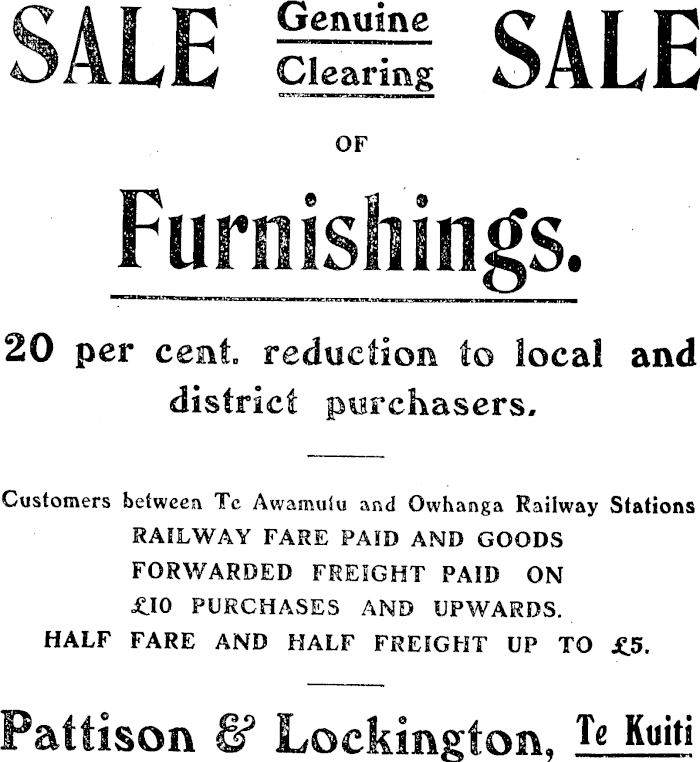 SALE Genuine Clearing SALE
OF
Furnishings.
20 per cent. reduction to local and
district purchasers.
Customers between Te Awamutu and Owhanga Railway Stations
RAILWAY FARE PAID AND GOODS
FORWARDED FREIGHT PAID ON
£10 PURCHASES AND UPWARDS.
HALF FARE AND HALF FREIGHT UP TO £5.
Pattison & Lockington, Te Kuiti